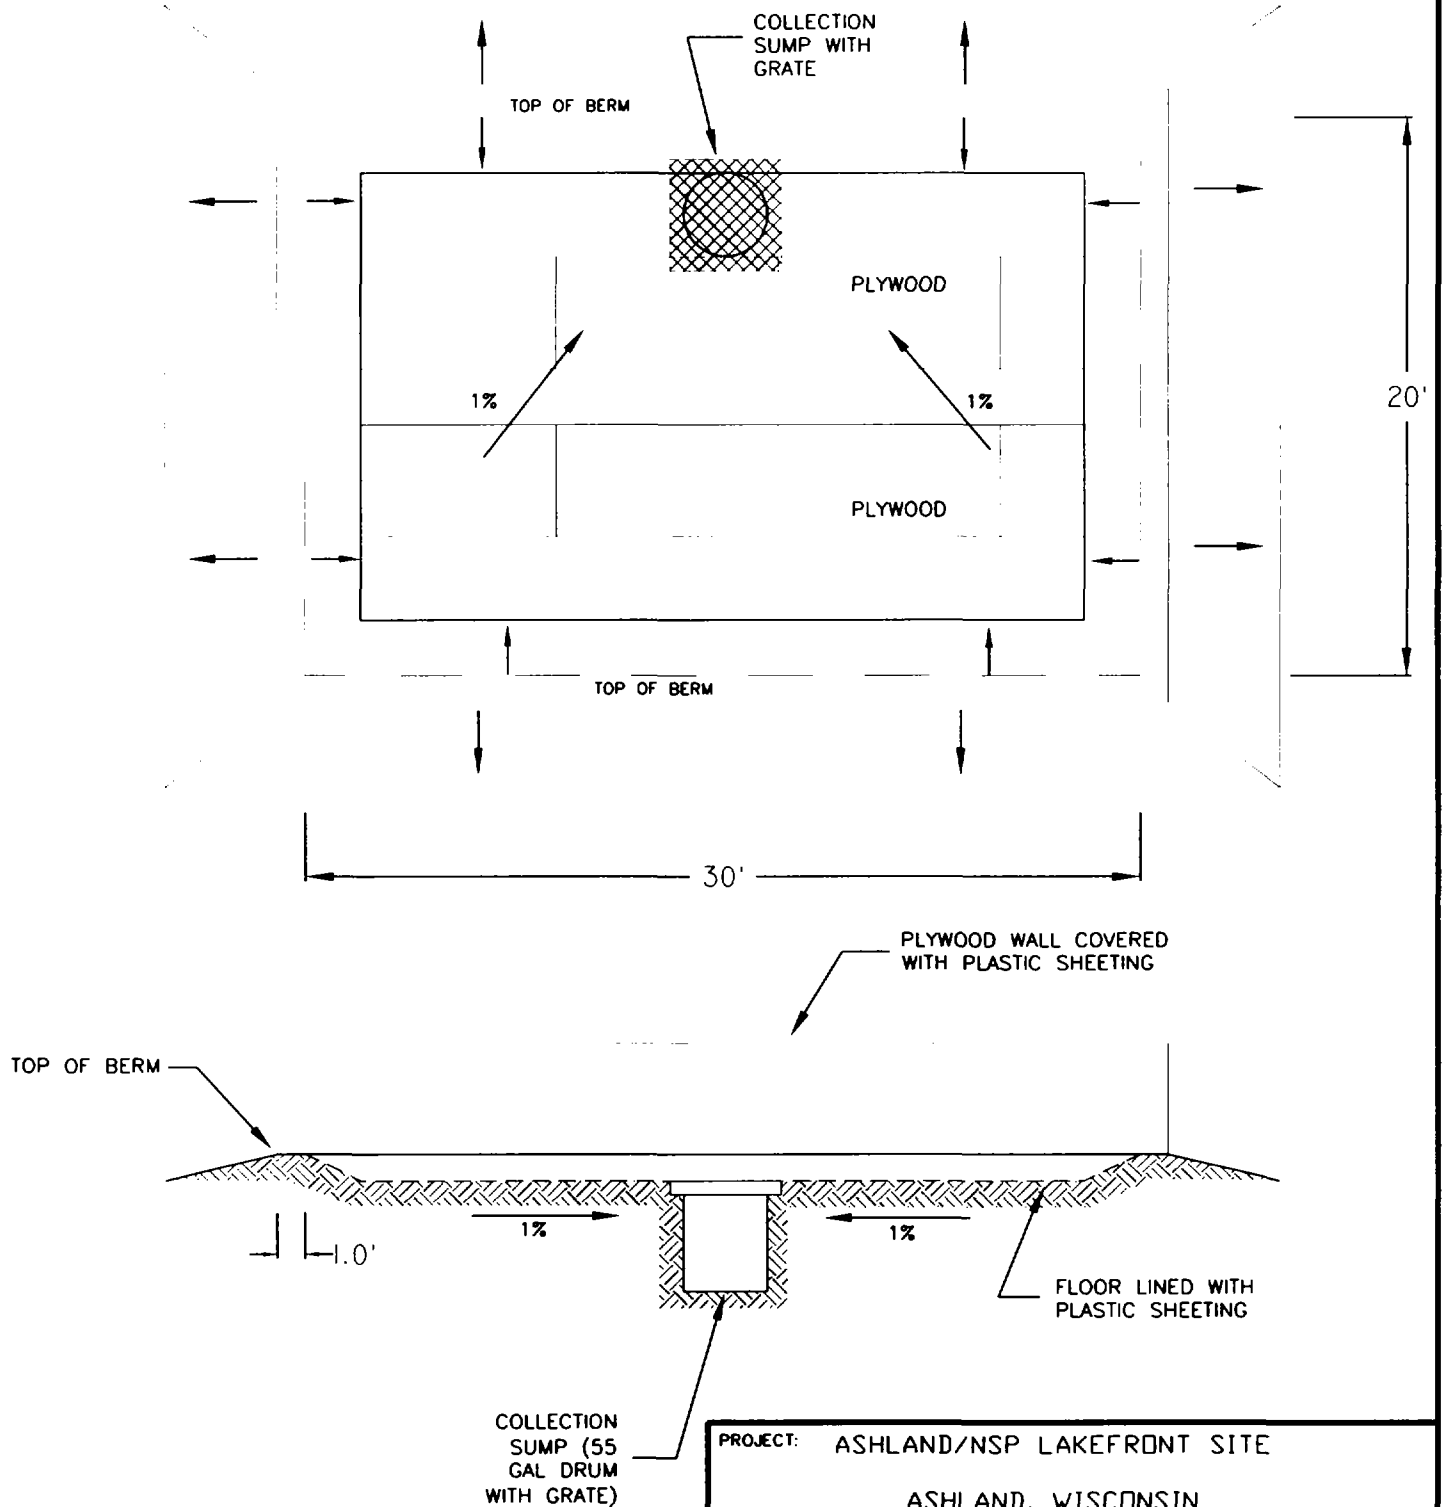 COLLECTION
SUMP WITH
GRATE
TOP OF BERM
PLYWOOD
1%
1%
20'
PLYWOOD
TOP OF BERM
30'
PLYWOOD WALL COVERED
WITH PLASTIC SHEETING
TOP OF BERM
1%
1%
1.0'
FLOOR LINED WITH
PLASTIC SHEETING
COLLECTION
SUMP (55
GAL DRUM
WITH GRATE)
PROJECT: ASHLAND/NSP LAKEFRONT SITE
ASHLAND, WISCONSIN